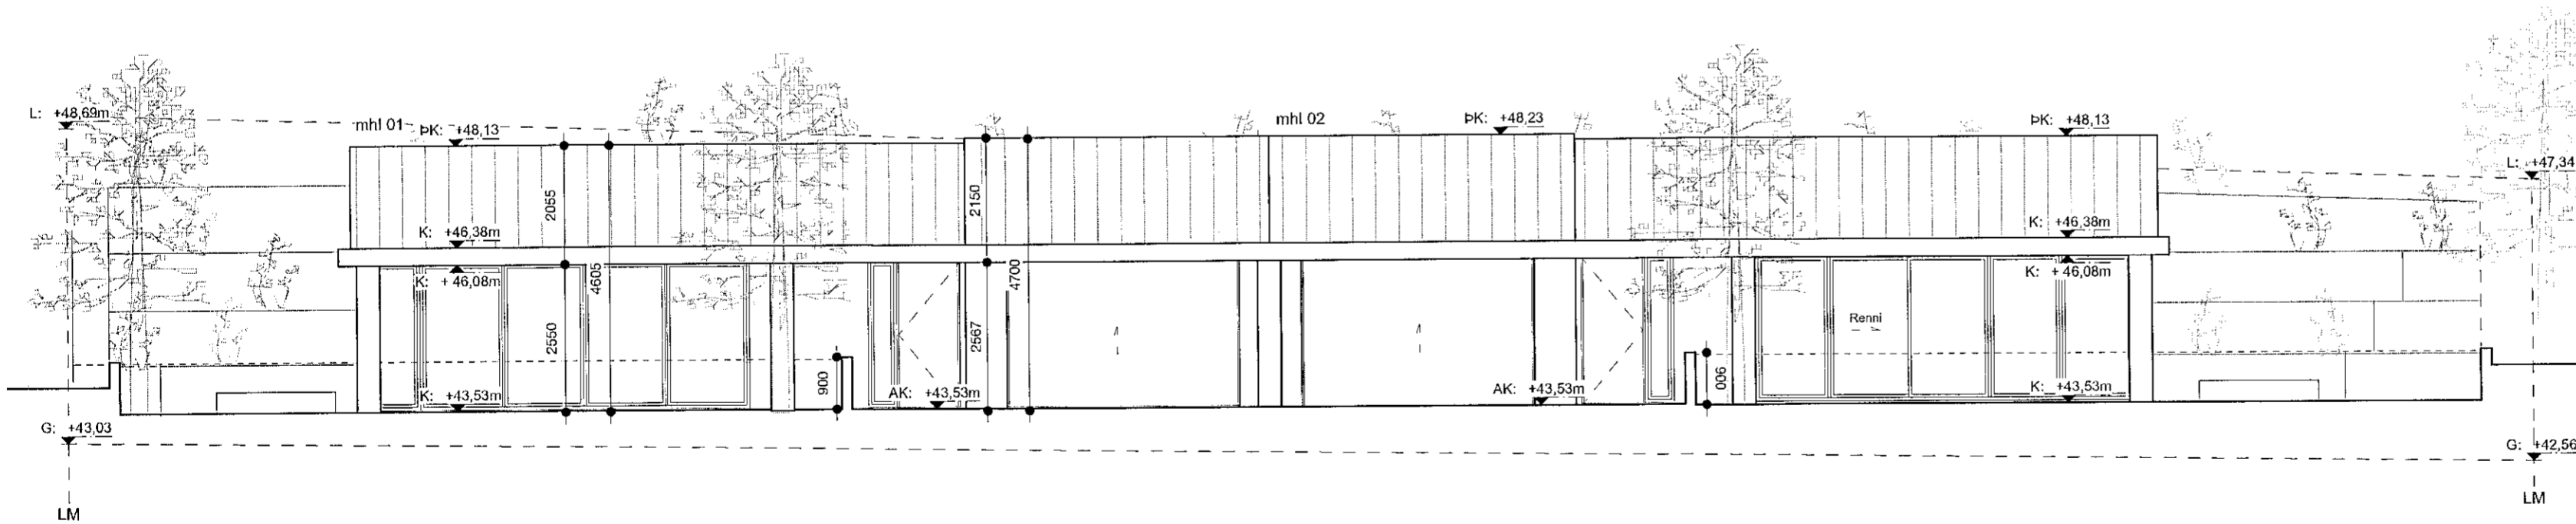 L: +48,69m
mhl 01
ÞK: +48,13
mhl 02
ÞK: +48,23
ÞK: +48,13
L: +47,34
2055
2150
K: +46,38m
K: +46,38m
K: +46,08m
4605
4700
K: +46,08m
2550
2567
Renni
900
900
K: +43,53m
AK: +43,53m
AK: +43,53m
K: +43,53m
G: +43,03
G: +42,56
LM
LM